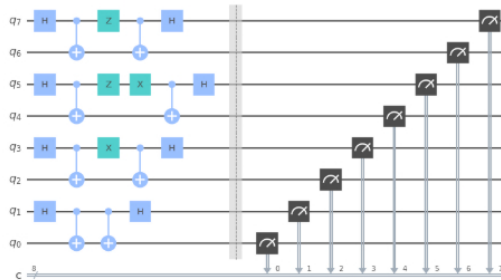 q7 H Z H
q6
q5 H Z X H
q4
q3 H X H
q2
q1 H H
q0
c 8 0 1 2 3 4 5 6 7